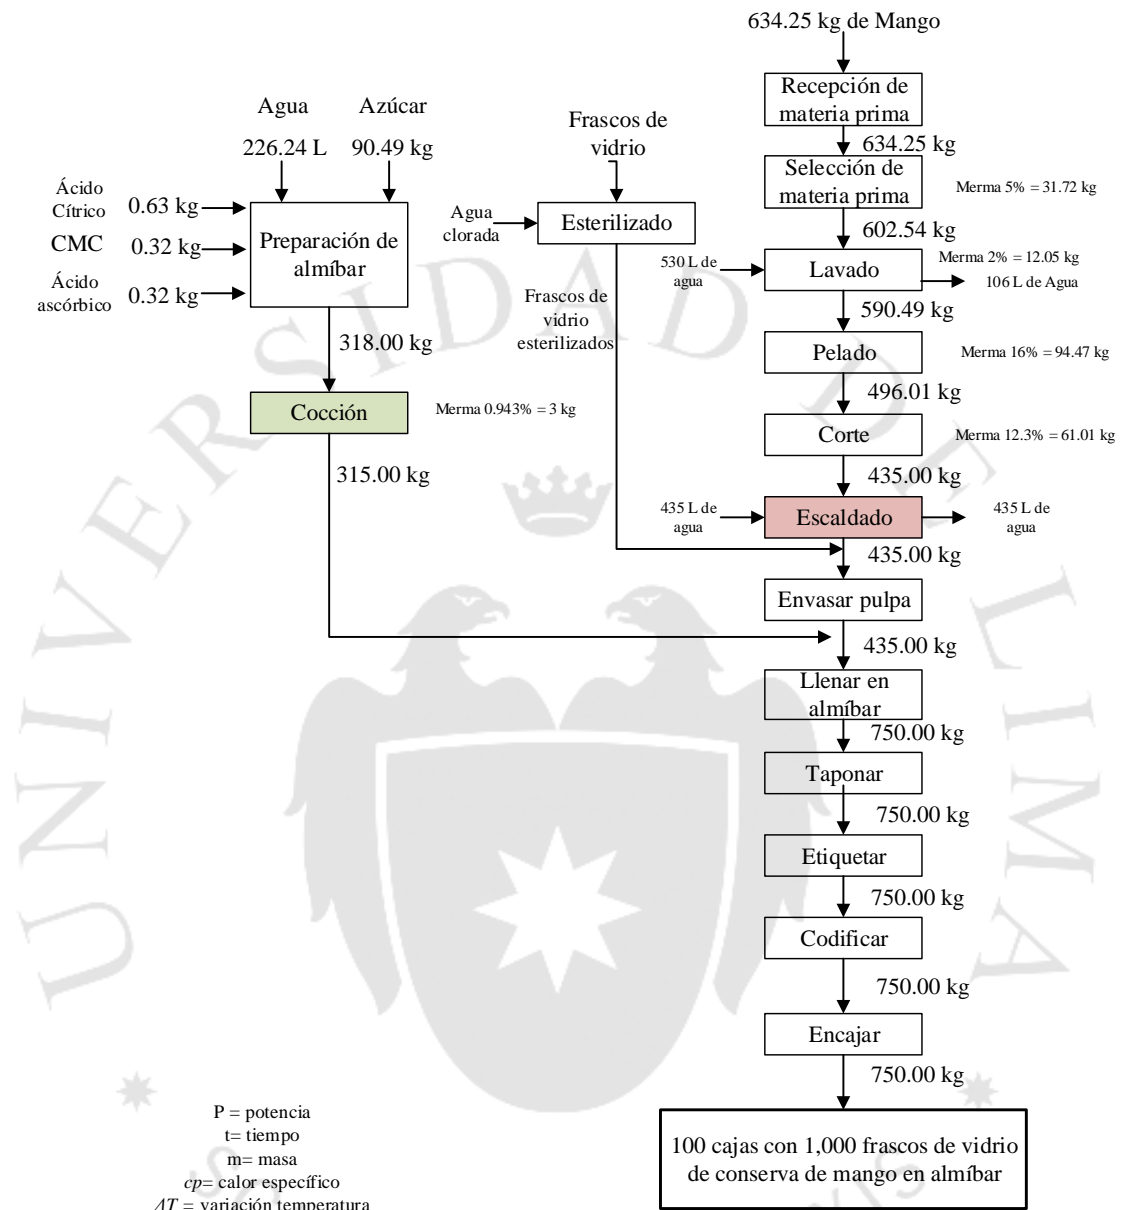 634.25 kg de Mango
Recepción de
materia prima
634.25 kg
Selección de
materia prima
Merma 5% = 31.72 kg
602.54 kg
Lavado
530 L de
agua
Merma 2% = 12.05 kg
106 L de Agua
590.49 kg
Pelado
Merma 16% = 94.47 kg
496.01 kg
Corte
Merma 12.3% = 61.01 kg
435.00 kg
435 L de
agua
Escaldado
435 L de
agua
435.00 kg
Envasar pulpa
435.00 kg
Llenar en
almíbar
750.00 kg
Taponar
750.00 kg
Etiquetar
750.00 kg
Codificar
750.00 kg
Encajar
750.00 kg
100 cajas con 1,000 frascos de vidrio
de conserva de mango en almíbar
Frascos de
vidrio
Agua
clorada
Esterilizado
Frascos de
vidrio
esterilizados
Agua
226.24 L
Azúcar
90.49 kg
Ácido
Cítrico
0.63 kg
CMC
0.32 kg
Ácido
ascórbico
0.32 kg
Preparación de
almíbar
318.00 kg
Cocción
Merma 0.943% = 3 kg
315.00 kg
P = potencia
t= tiempo
m= masa
cp= calor específico
ΔT = variación temperatura
UNIVERSIDAD DE LIMA